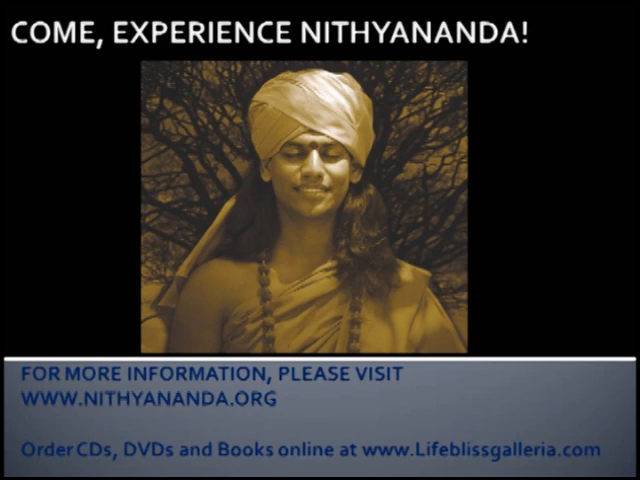 COME, EXPERIENCE NITHYANANDA!
FOR MORE INFORMATION, PLEASE VISIT
WWW.NITHYANANDA.ORG
Order CDs, DVDs and Books online at www.Lifeblissgalleria.com